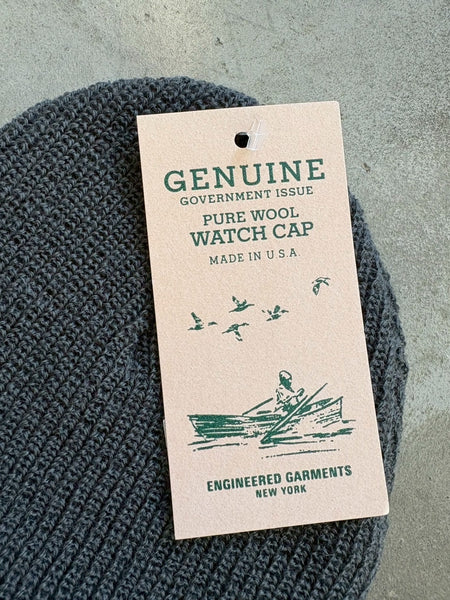 GENUINE
GOVERNMENT ISSUE
PURE WOOL
WATCH CAP
MADE IN U.S.A
ENGINEERED GARMENTS
NEW YORK